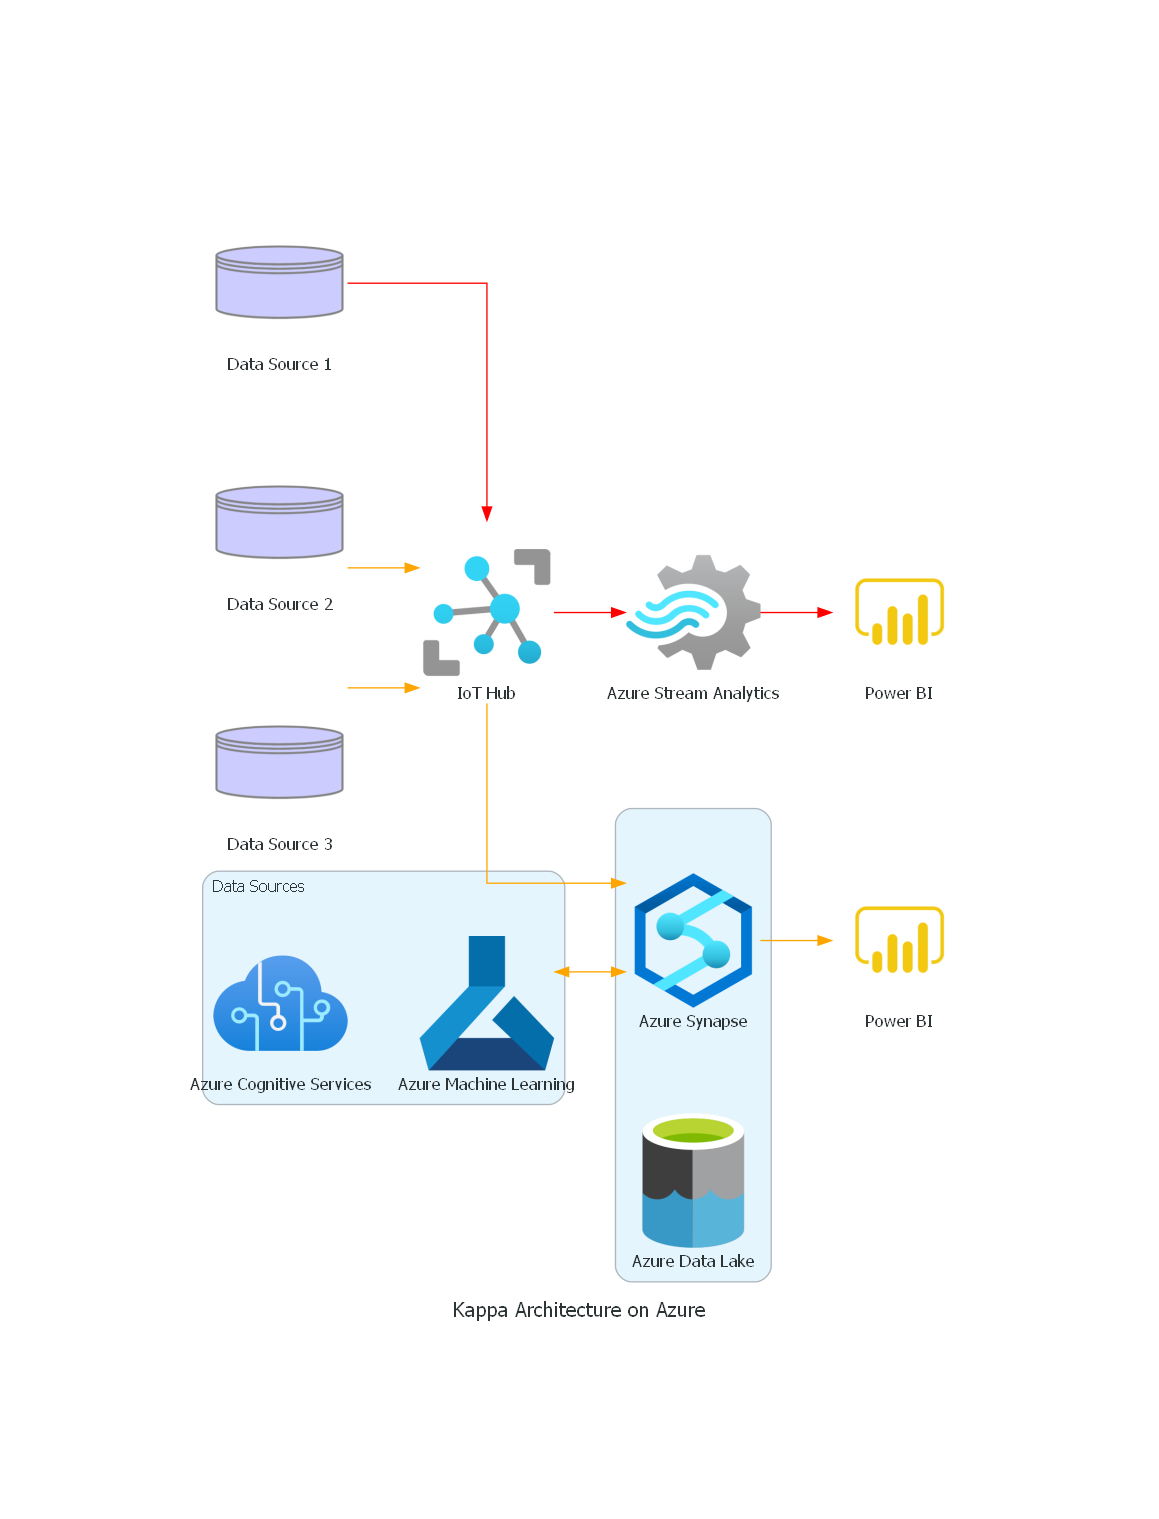 Data Source 1
Data Source 2
IoT Hub
Azure Stream Analytics
Power BI
Data Source 3
Data Sources
Azure Synapse
Power BI
Azure Cognitive Services
Azure Machine Learning
Azure Data Lake
Kappa Architecture on Azure